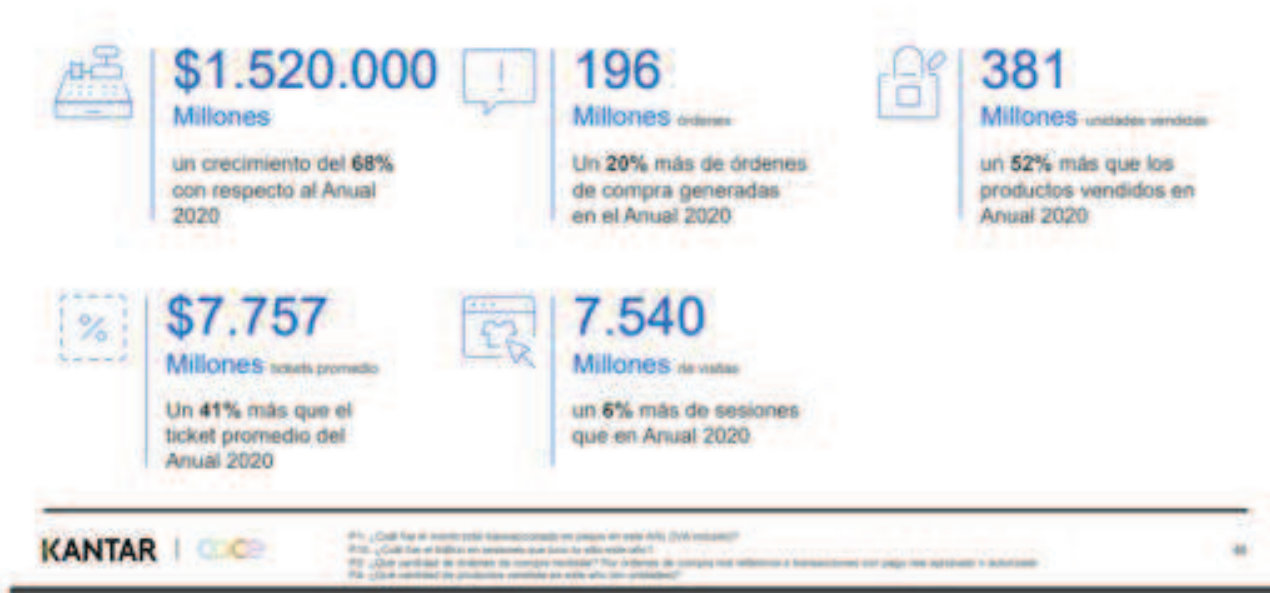 $1.520.000
Millones
un crecimiento del 68%
con respecto al Anual
2020
196
Millones órdenes
Un 20% más de órdenes
de compra generadas
en el Anual 2020
381
Millones unidades vendidas
un 52% más que los
productos vendidos en
Anual 2020
%
$7.757
Millones tickets promedio
Un 41% más que el
ticket promedio del
Anual 2020
7.540
Millones de visitas
un 6% más de sesiones
que en Anual 2020
KANTAR | cace